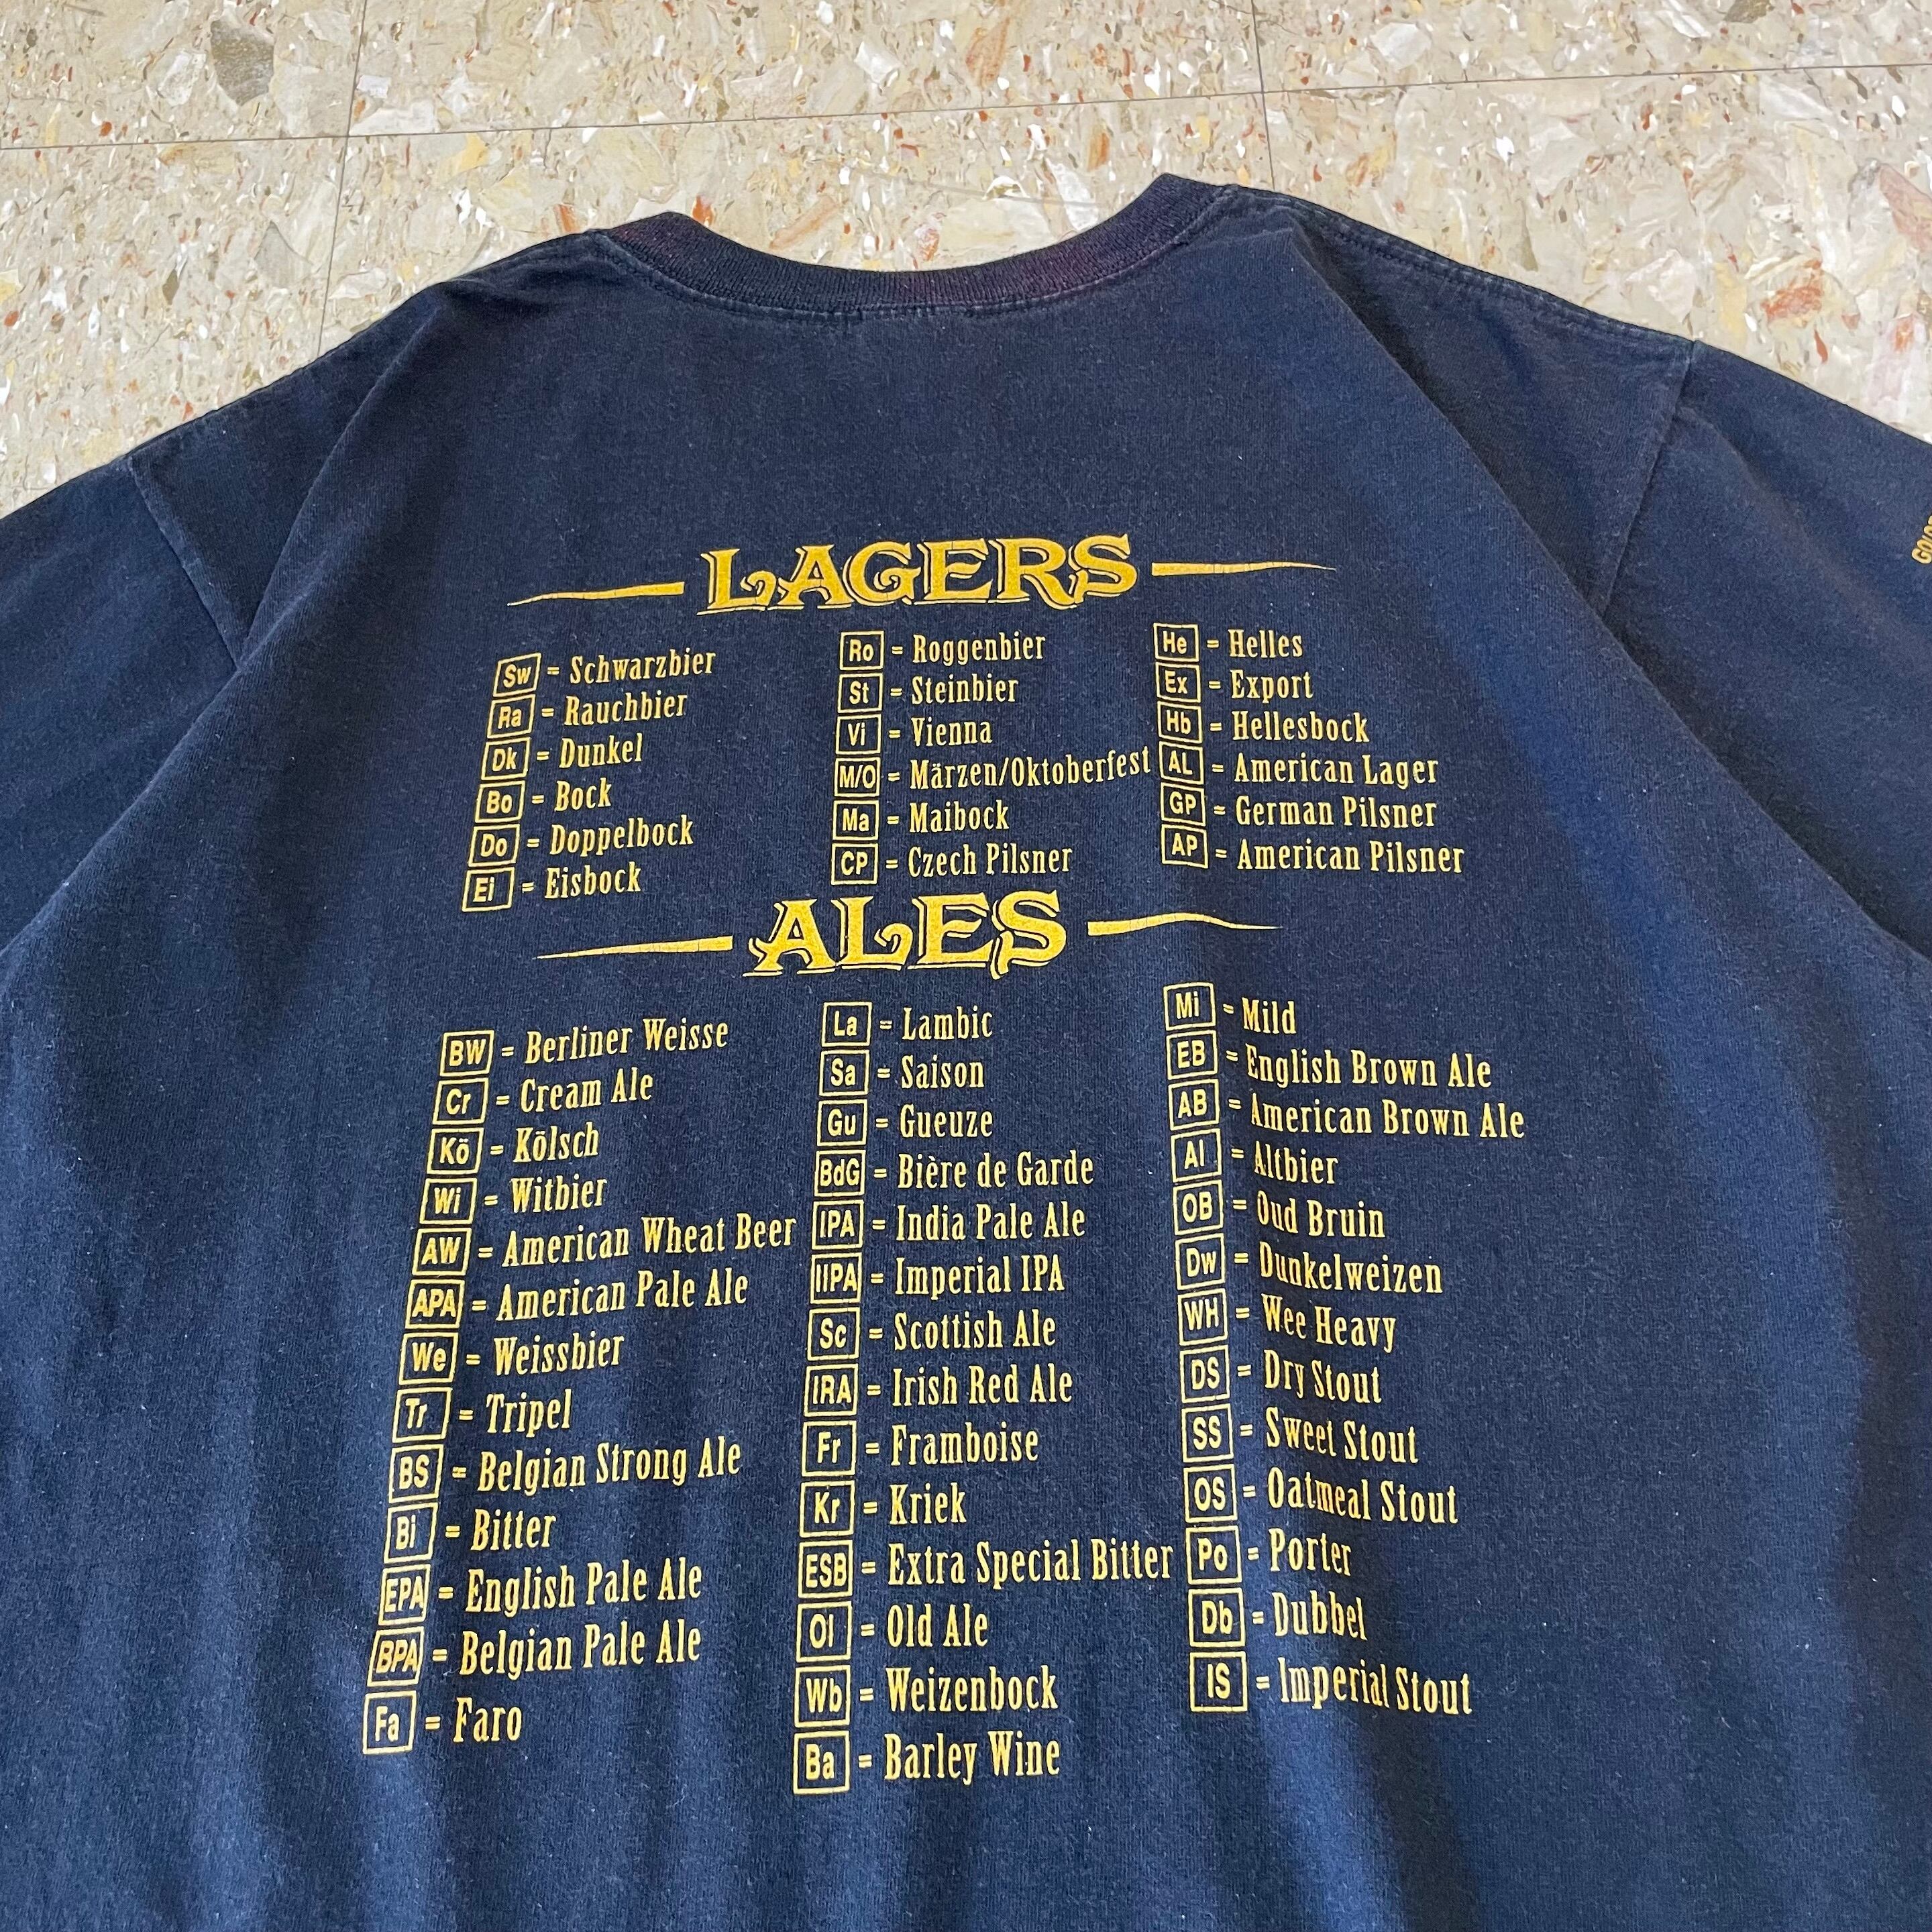 LAGERS
Sw = Schwarzbier
Ra = Rauchbier
Dk = Dunkel
Bo = Bock
Do = Doppelbock
Ei = Eisbock
Ro = Roggenbier
St = Steinbier
Vi = Vienna
M/O = Märzen/Oktoberfest
Ma = Maibock
CP = Czech Pilsner
He = Helles
Ex = Export
Hb = Hellesbock
AL = American Lager
GP = German Pilsner
AP = American Pilsner
ALES
BW = Berliner Weisse
Cr = Cream Ale
Kö = Kölsch
Wi = Witbier
AW = American Wheat Beer
APA = American Pale Ale
We = Weissbier
Tr = Tripel
BS = Belgian Strong Ale
Bi = Bitter
EPA = English Pale Ale
BPA = Belgian Pale Ale
Fa = Faro
La = Lambic
Sa = Saison
Gu = Gueuze
BdG = Bière de Garde
IPA = India Pale Ale
IIPA = Imperial IPA
Sc = Scottish Ale
IRA = Irish Red Ale
Fr = Framboise
Kr = Kriek
ESB = Extra Special Bitter
Ol = Old Ale
Wb = Weizenbock
Ba = Barley Wine
Mi = Mild
EB = English Brown Ale
AB = American Brown Ale
Al = Altbier
OB = Oud Bruin
Dw = Dunkelweizen
WH = Wee Heavy
DS = Dry Stout
SS = Sweet Stout
OS = Oatmeal Stout
Po = Porter
Db = Dubbel
IS = Imperial Stout